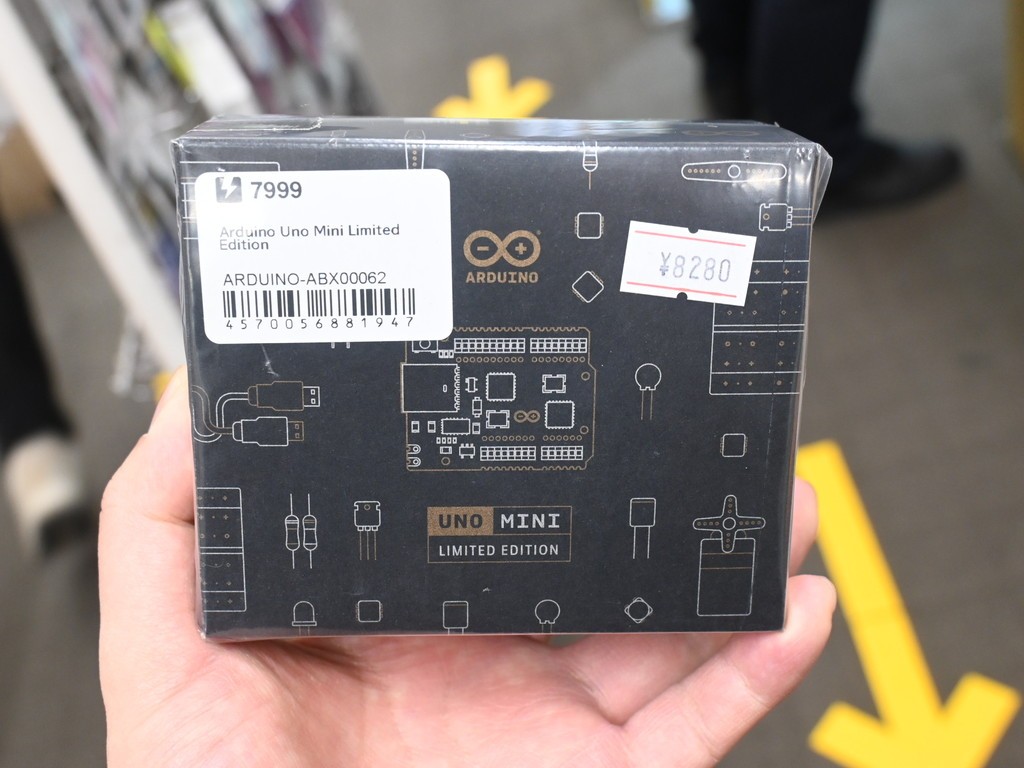 7999
Arduino Uno Mini Limited
Edition
ARDUINO-ABX00062
4570056881947
ARDUINO
¥8280
UNO MINI
LIMITED EDITION